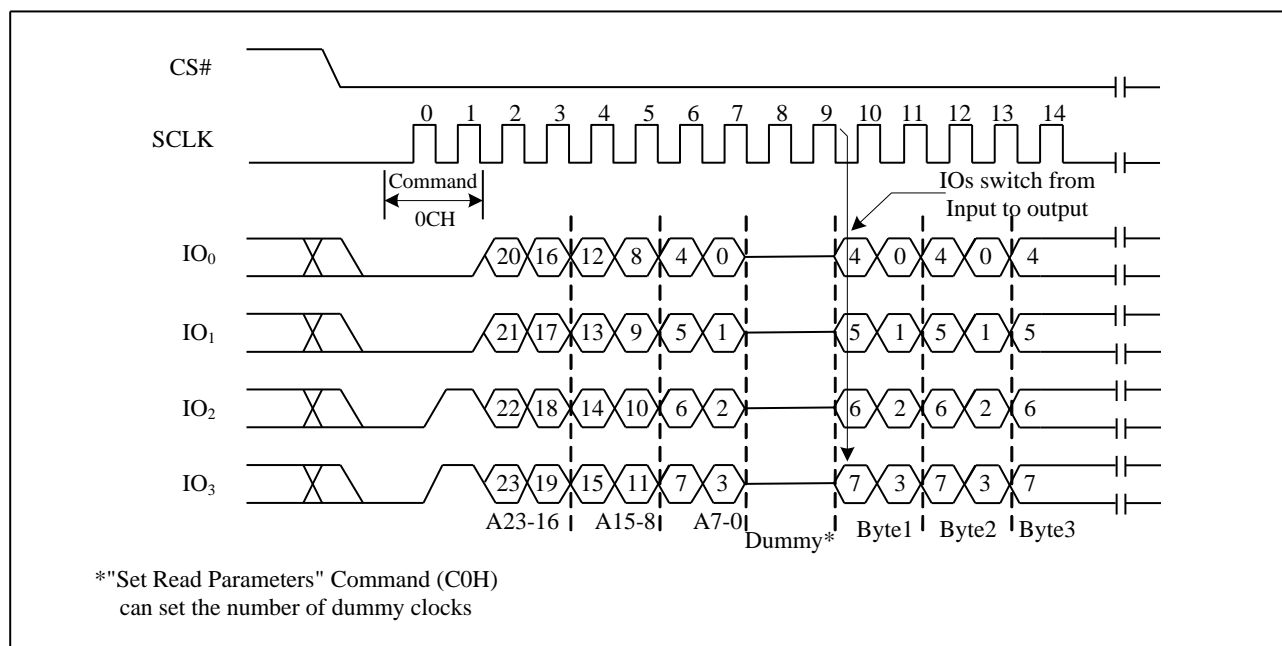 CS#
0 1 2 3 4 5 6 7 8 9 10 11 12 13 14
SCLK
Command
0CH
IOs switch from
Input to output
IO₀ 20 16 12 8 4 0 4 0 4 0 4
IO₁ 21 17 13 9 5 1 5 1 5 1 5
IO₂ 22 18 14 10 6 2 6 2 6 2 6
IO₃ 23 19 15 11 7 3 7 3 7 3 7
A23-16 A15-8 A7-0
Dummy* Byte1 Byte2 Byte3
*"Set Read Parameters" Command (C0H)
can set the number of dummy clocks